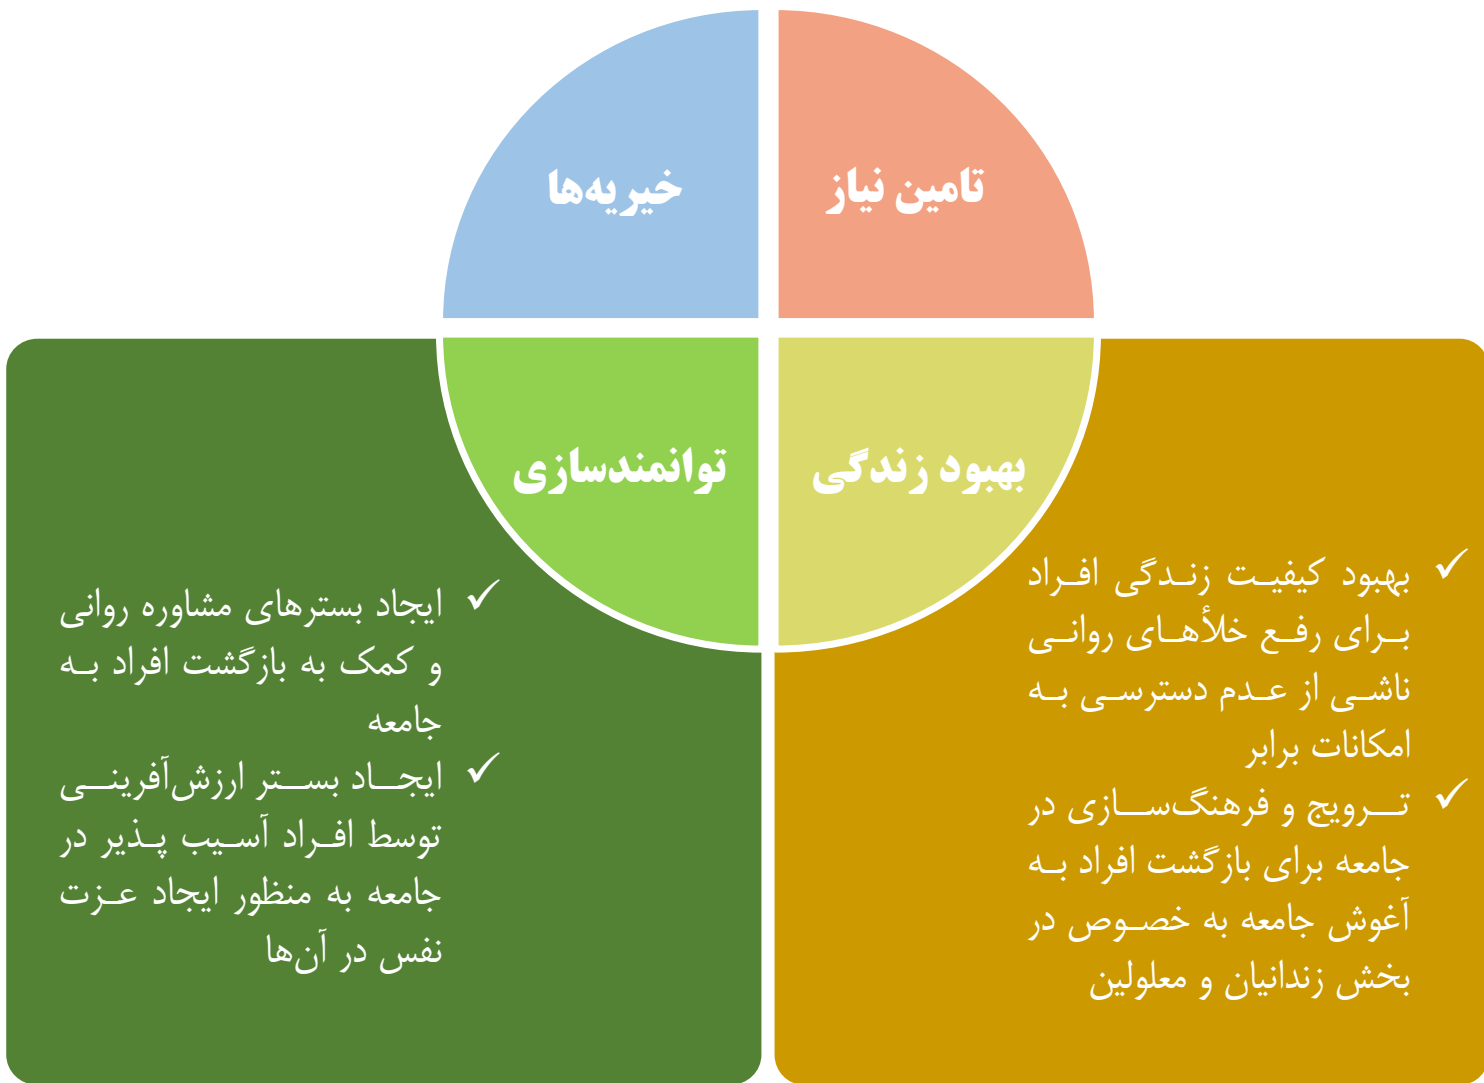 تامین نیاز
خیریه‌ها
بهبود زندگی
توانمندسازی
بهبود کیفیت زندگی افراد
برای رفع خلأهای روانی
ناشی از عدم دسترسی به
امکانات برابر
ترویج و فرهنگ‌سازی در
جامعه برای بازگشت افراد به
آغوش جامعه به خصوص در
بخش زندانیان و معلولین
ایجاد بسترهای مشاوره روانی
و کمک به بازگشت افراد به
جامعه
ایجاد بستر ارزش‌آفرینی
توسط افراد آسیب پذیر در
جامعه به منظور ایجاد عزت
نفس در آن‌ها